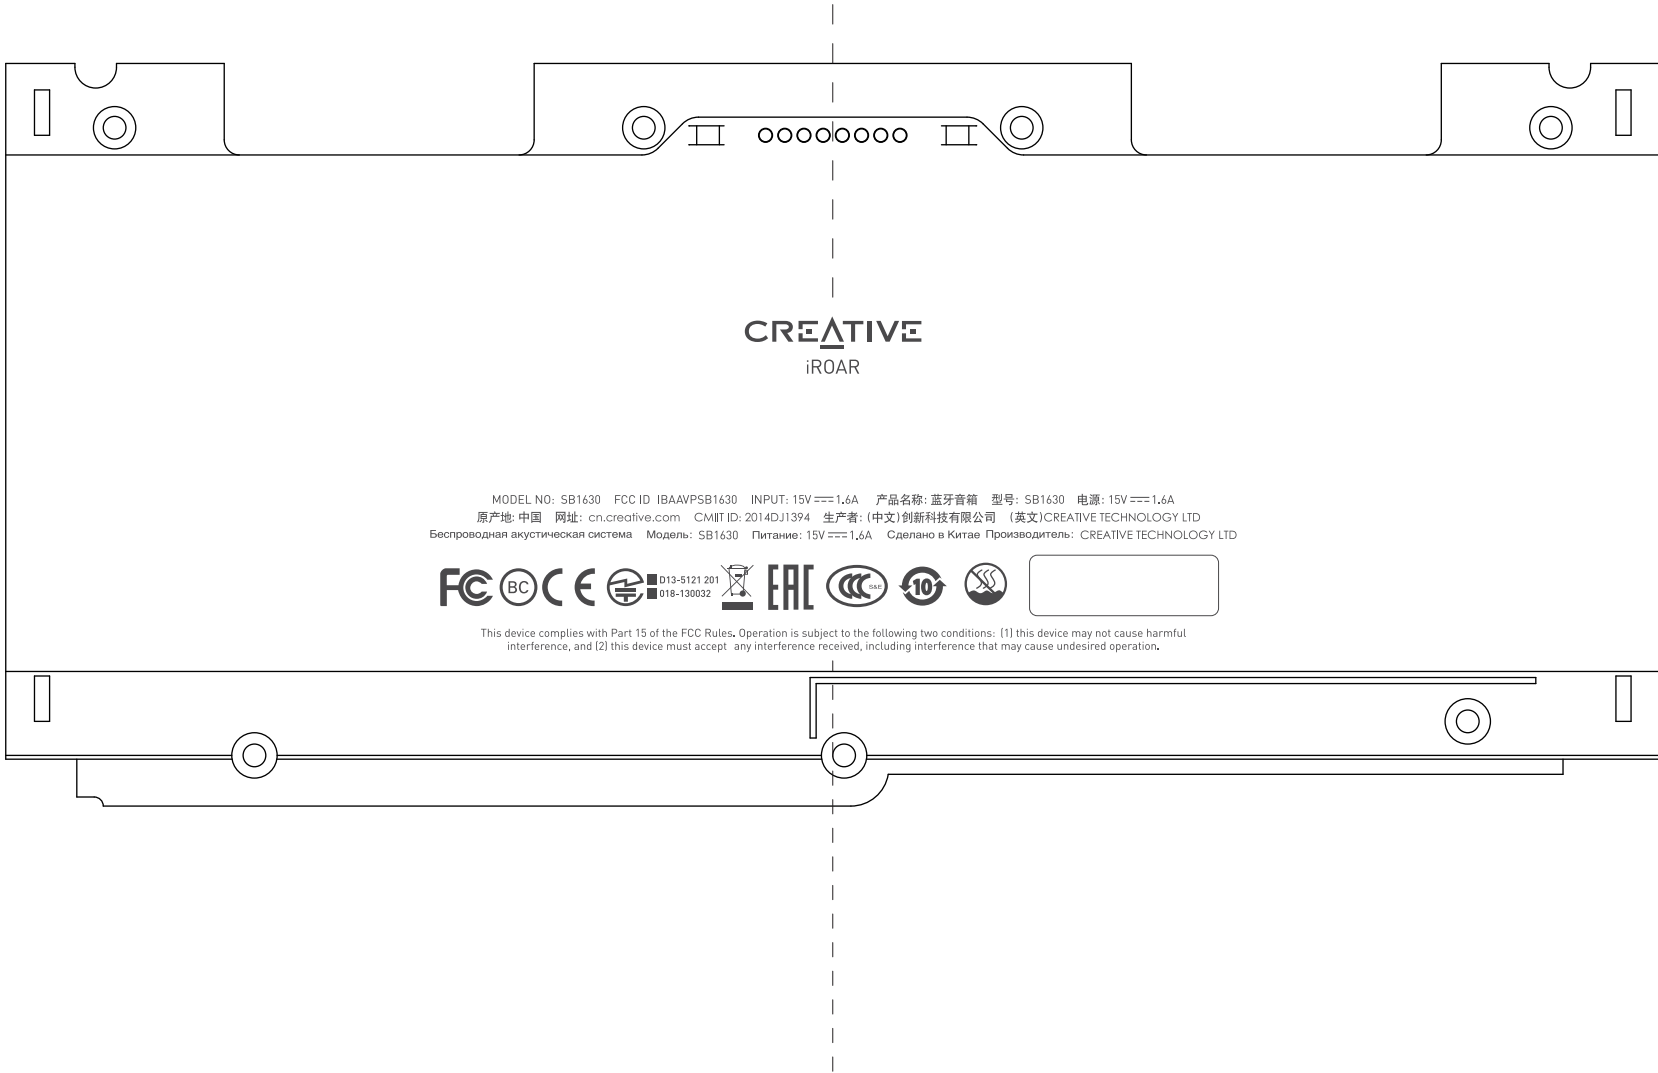 CREATIVE
iROAR
MODEL NO: SB1630 FCC ID IBAAVPSB1630 INPUT: 15V ⎓ 1.6A 产品名称: 蓝牙音箱 型号: SB1630 电源: 15V ⎓ 1.6A
原产地: 中国 网址: cn.creative.com CMIIT ID: 2014DJ1394 生产者: (中文)创新科技有限公司 (英文)CREATIVE TECHNOLOGY LTD
Беспроводная акустическая система Модель: SB1630 Питание: 15V ⎓ 1.6A Сделано в Китае Производитель: CREATIVE TECHNOLOGY LTD
FC BC CE D13-5121 201 EAC CCC S&E 10
018-130032
This device complies with Part 15 of the FCC Rules. Operation is subject to the following two conditions: (1) this device may not cause harmful
interference, and (2) this device must accept any interference received, including interference that may cause undesired operation.